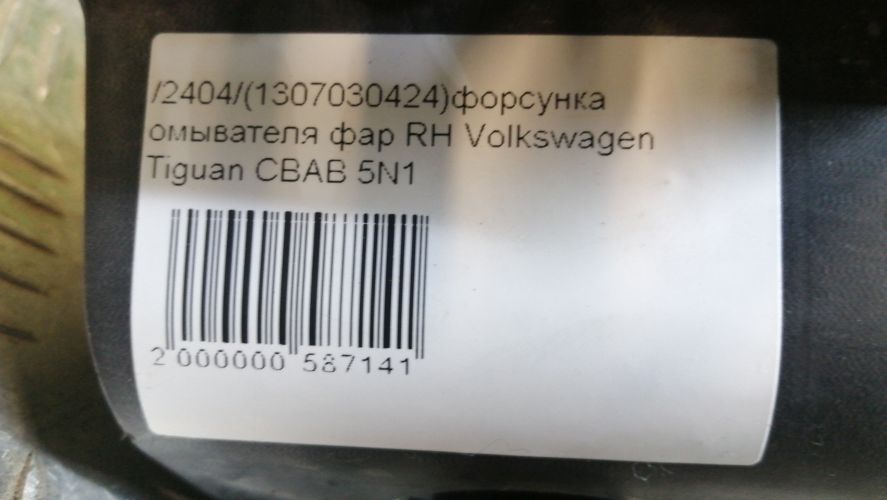 /2404/(1307030424)форсунка
омывателя фар RH Volkswagen
Tiguan CBAB 5N1
2 000000 587141